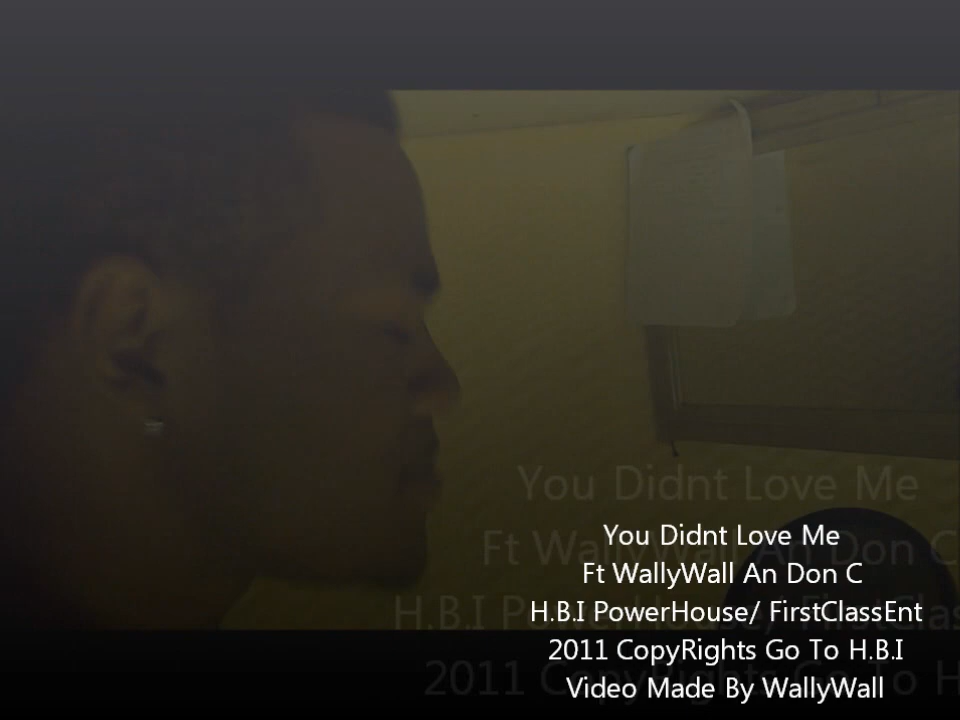 You Didnt Love Me
Ft WallyWall An Don C
H.B.I PowerHouse/ FirstClassEnt
2011 CopyRights Go To H.B.I
Video Made By WallyWall